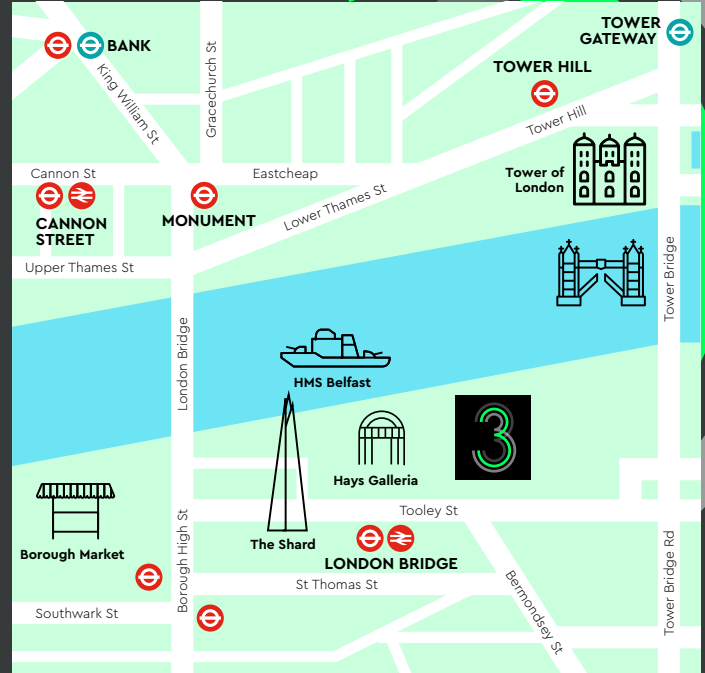 TOWER
GATEWAY
BANK
King William St
Gracechurch St
TOWER HILL
Tower Hill
Tower of
London
Cannon St
Eastcheap
CANNON
STREET
MONUMENT
Lower Thames St
Upper Thames St
Tower Bridge
London Bridge
HMS Belfast
3
Hays Galleria
Tooley St
Borough Market
Borough High St
The Shard
LONDON BRIDGE
St Thomas St
Bermondsey St
Tower Bridge Rd
Southwark St